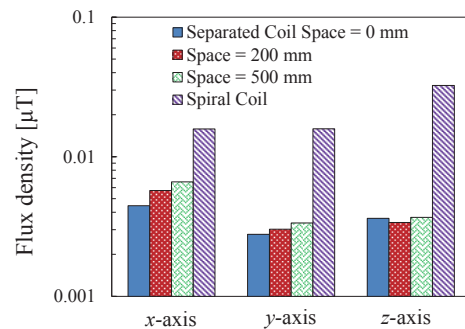 0.1
0.01
0.001
Flux density [µT]
Separated Coil Space = 0 mm
Space = 200 mm
Space = 500 mm
Spiral Coil
x-axis
y-axis
z-axis